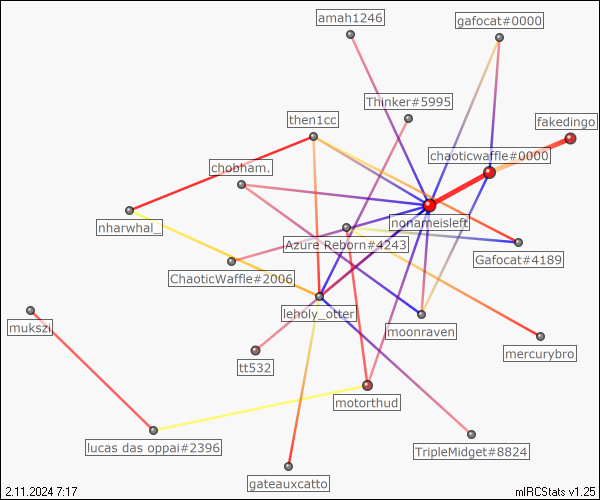 amah1246
gafocat#0000
Thinker#5995
then1cc
fakedingo
chaoticwaffle#0000
chobham.
nharwhal_
nonameisleft
Azure Reborn#4243
Gafocat#4189
ChaoticWaffle#2006
leholy_otter
mukszi
moonraven
mercurybro
tt532
motorthud
lucas das oppai#2396
TripleMidget#8824
gateauxcatto
2.11.2024 7:17
mIRCStats v1.25